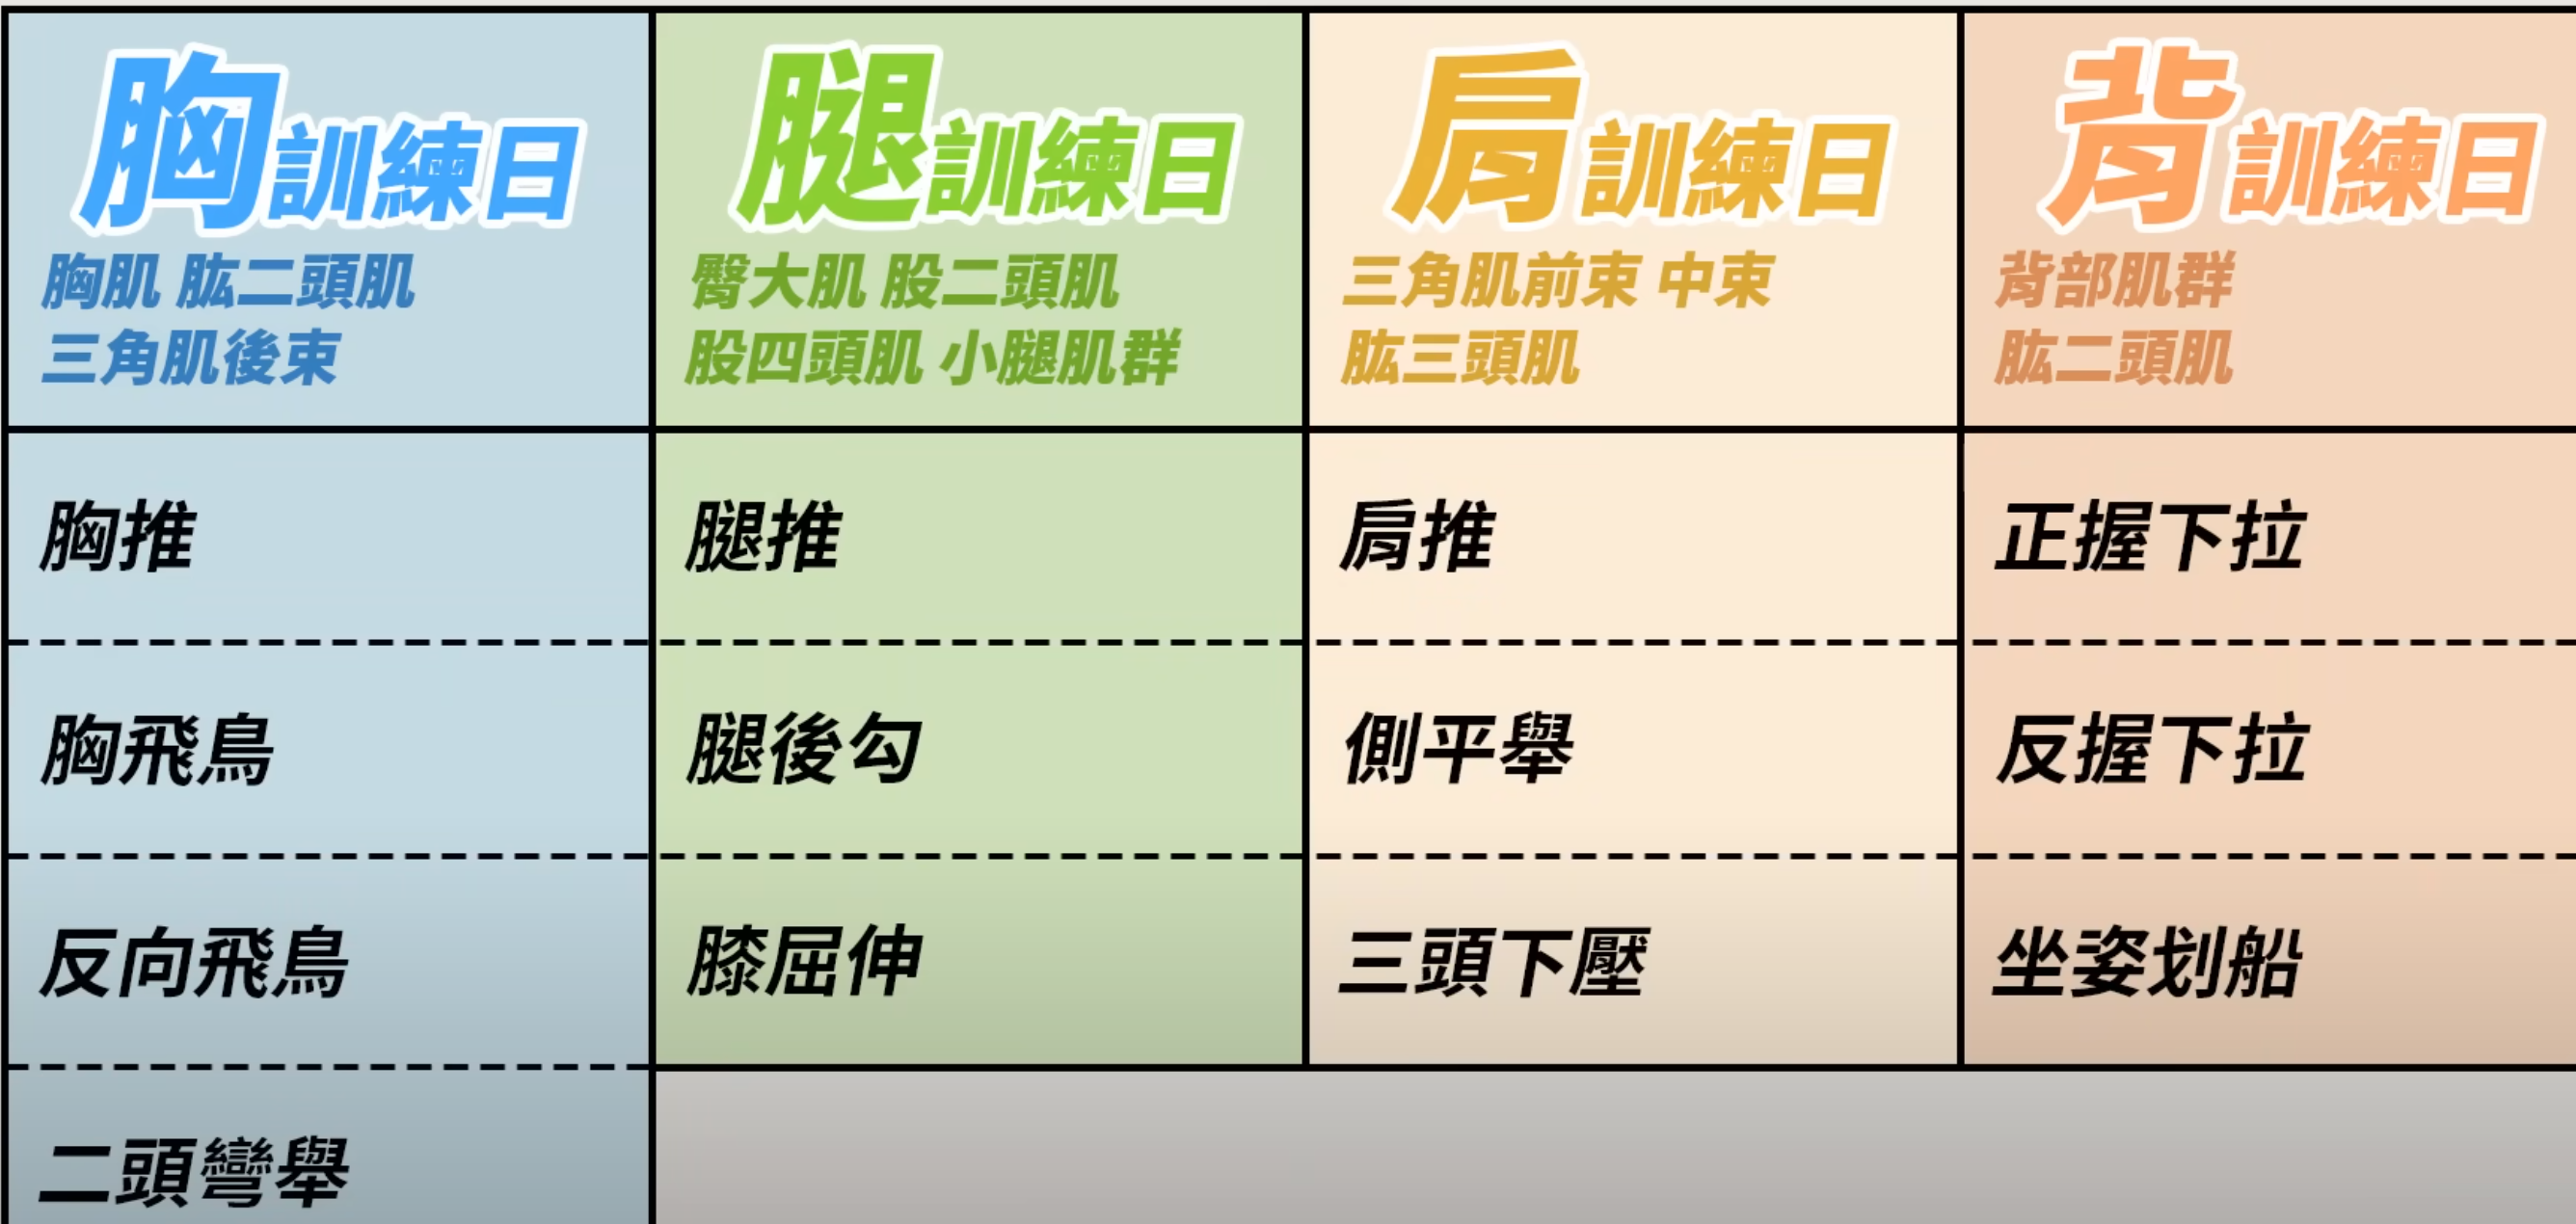 胸訓練日
胸肌 肱二頭肌
三角肌後束
腿訓練日
臀大肌 股二頭肌
股四頭肌 小腿肌群
肩訓練日
三角肌前束 中束
肱三頭肌
背訓練日
背部肌群
肱二頭肌
胸推
腿推
肩推
正握下拉
胸飛鳥
腿後勾
側平舉
反握下拉
反向飛鳥
膝屈伸
三頭下壓
坐姿划船
二頭彎舉